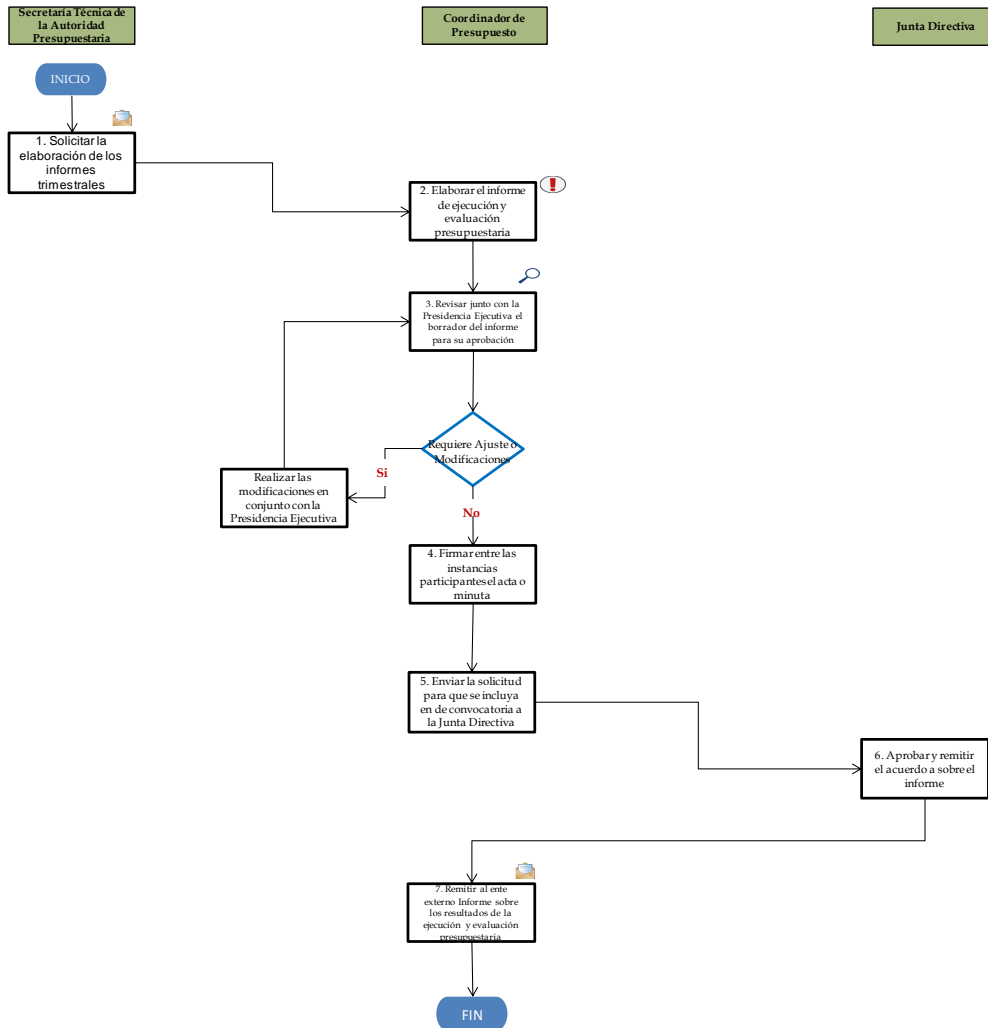 Secretaría Técnica de
la Autoridad
Presupuestaria
Coordinador de
Presupuesto
Junta Directiva
INICIO
1. Solicitar la
elaboración de los
informes
trimestrales
2. Elaborar el informe
de ejecución y
evaluación
presupuestaria
3. Revisar junto con la
Presidencia Ejecutiva el
borrador del informe
para su aprobación
Requiere Ajuste o
Modificaciones
Si
Realizar las
modificaciones en
conjunto con la
Presidencia Ejecutiva
No
4. Firmar entre las
instancias
participantes el acta o
minuta
5. Enviar la solicitud
para que se incluya
en de convocatoria a
la Junta Directiva
6. Aprobar y remitir
el acuerdo a sobre el
informe
7. Remitir al ente
externo Informe sobre
los resultados de la
ejecución y evaluación
presupuestaria
FIN